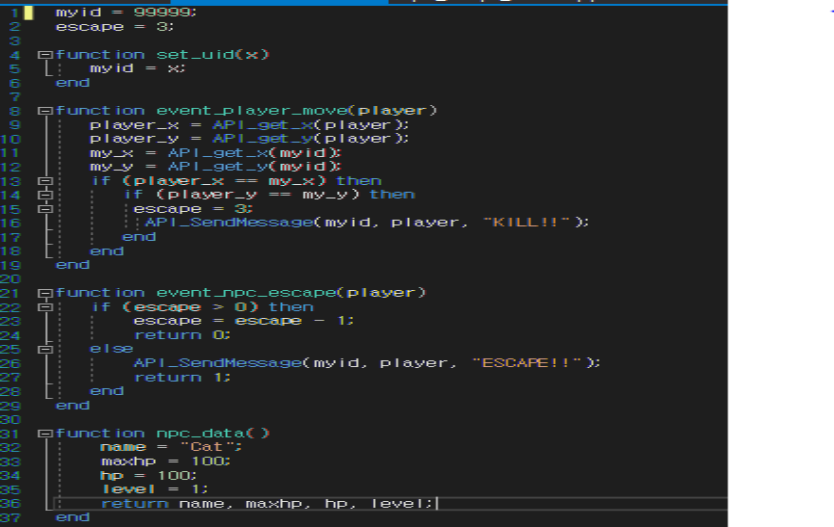 1 myid = 99999;
2 escape = 3;
3
4 function set_uid(x)
5 myid = x;
6 end
7
8 function event_player_move(player)
9 player_x = API_get_x(player);
10 player_y = API_get_y(player);
11 my_x = API_get_x(myid);
12 my_y = API_get_y(myid);
13 if (player_x == my_x) then
14 if (player_y == my_y) then
15 escape = 3;
16 API_SendMessage(myid, player, "KILL!!");
17 end
18 end
19 end
20
21 function event_npc_escape(player)
22 if (escape > 0) then
23 escape = escape - 1;
24 return 0;
25 else
26 API_SendMessage(myid, player, "ESCAPE!!");
27 return 1;
28 end
29 end
30
31 function npc_data()
32 name = "Cat";
33 maxhp = 100;
34 hp = 100;
35 level = 1;
36 return name, maxhp, hp, level;
37 end